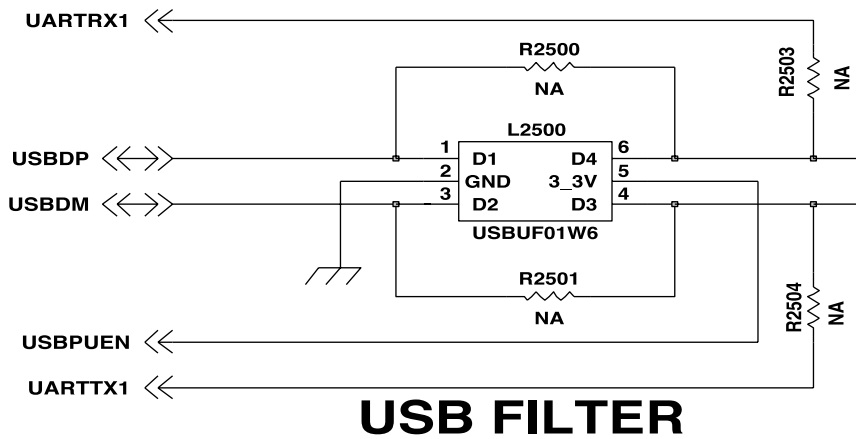 UARTRX1
R2500
NA
R2503
NA
L2500
USBDP
1
D1
D4
6
2
GND
3_3V
5
USBDM
3
D2
D3
4
USBUF01W6
R2501
NA
R2504
NA
USBPUEN
UARTTX1
USB FILTER